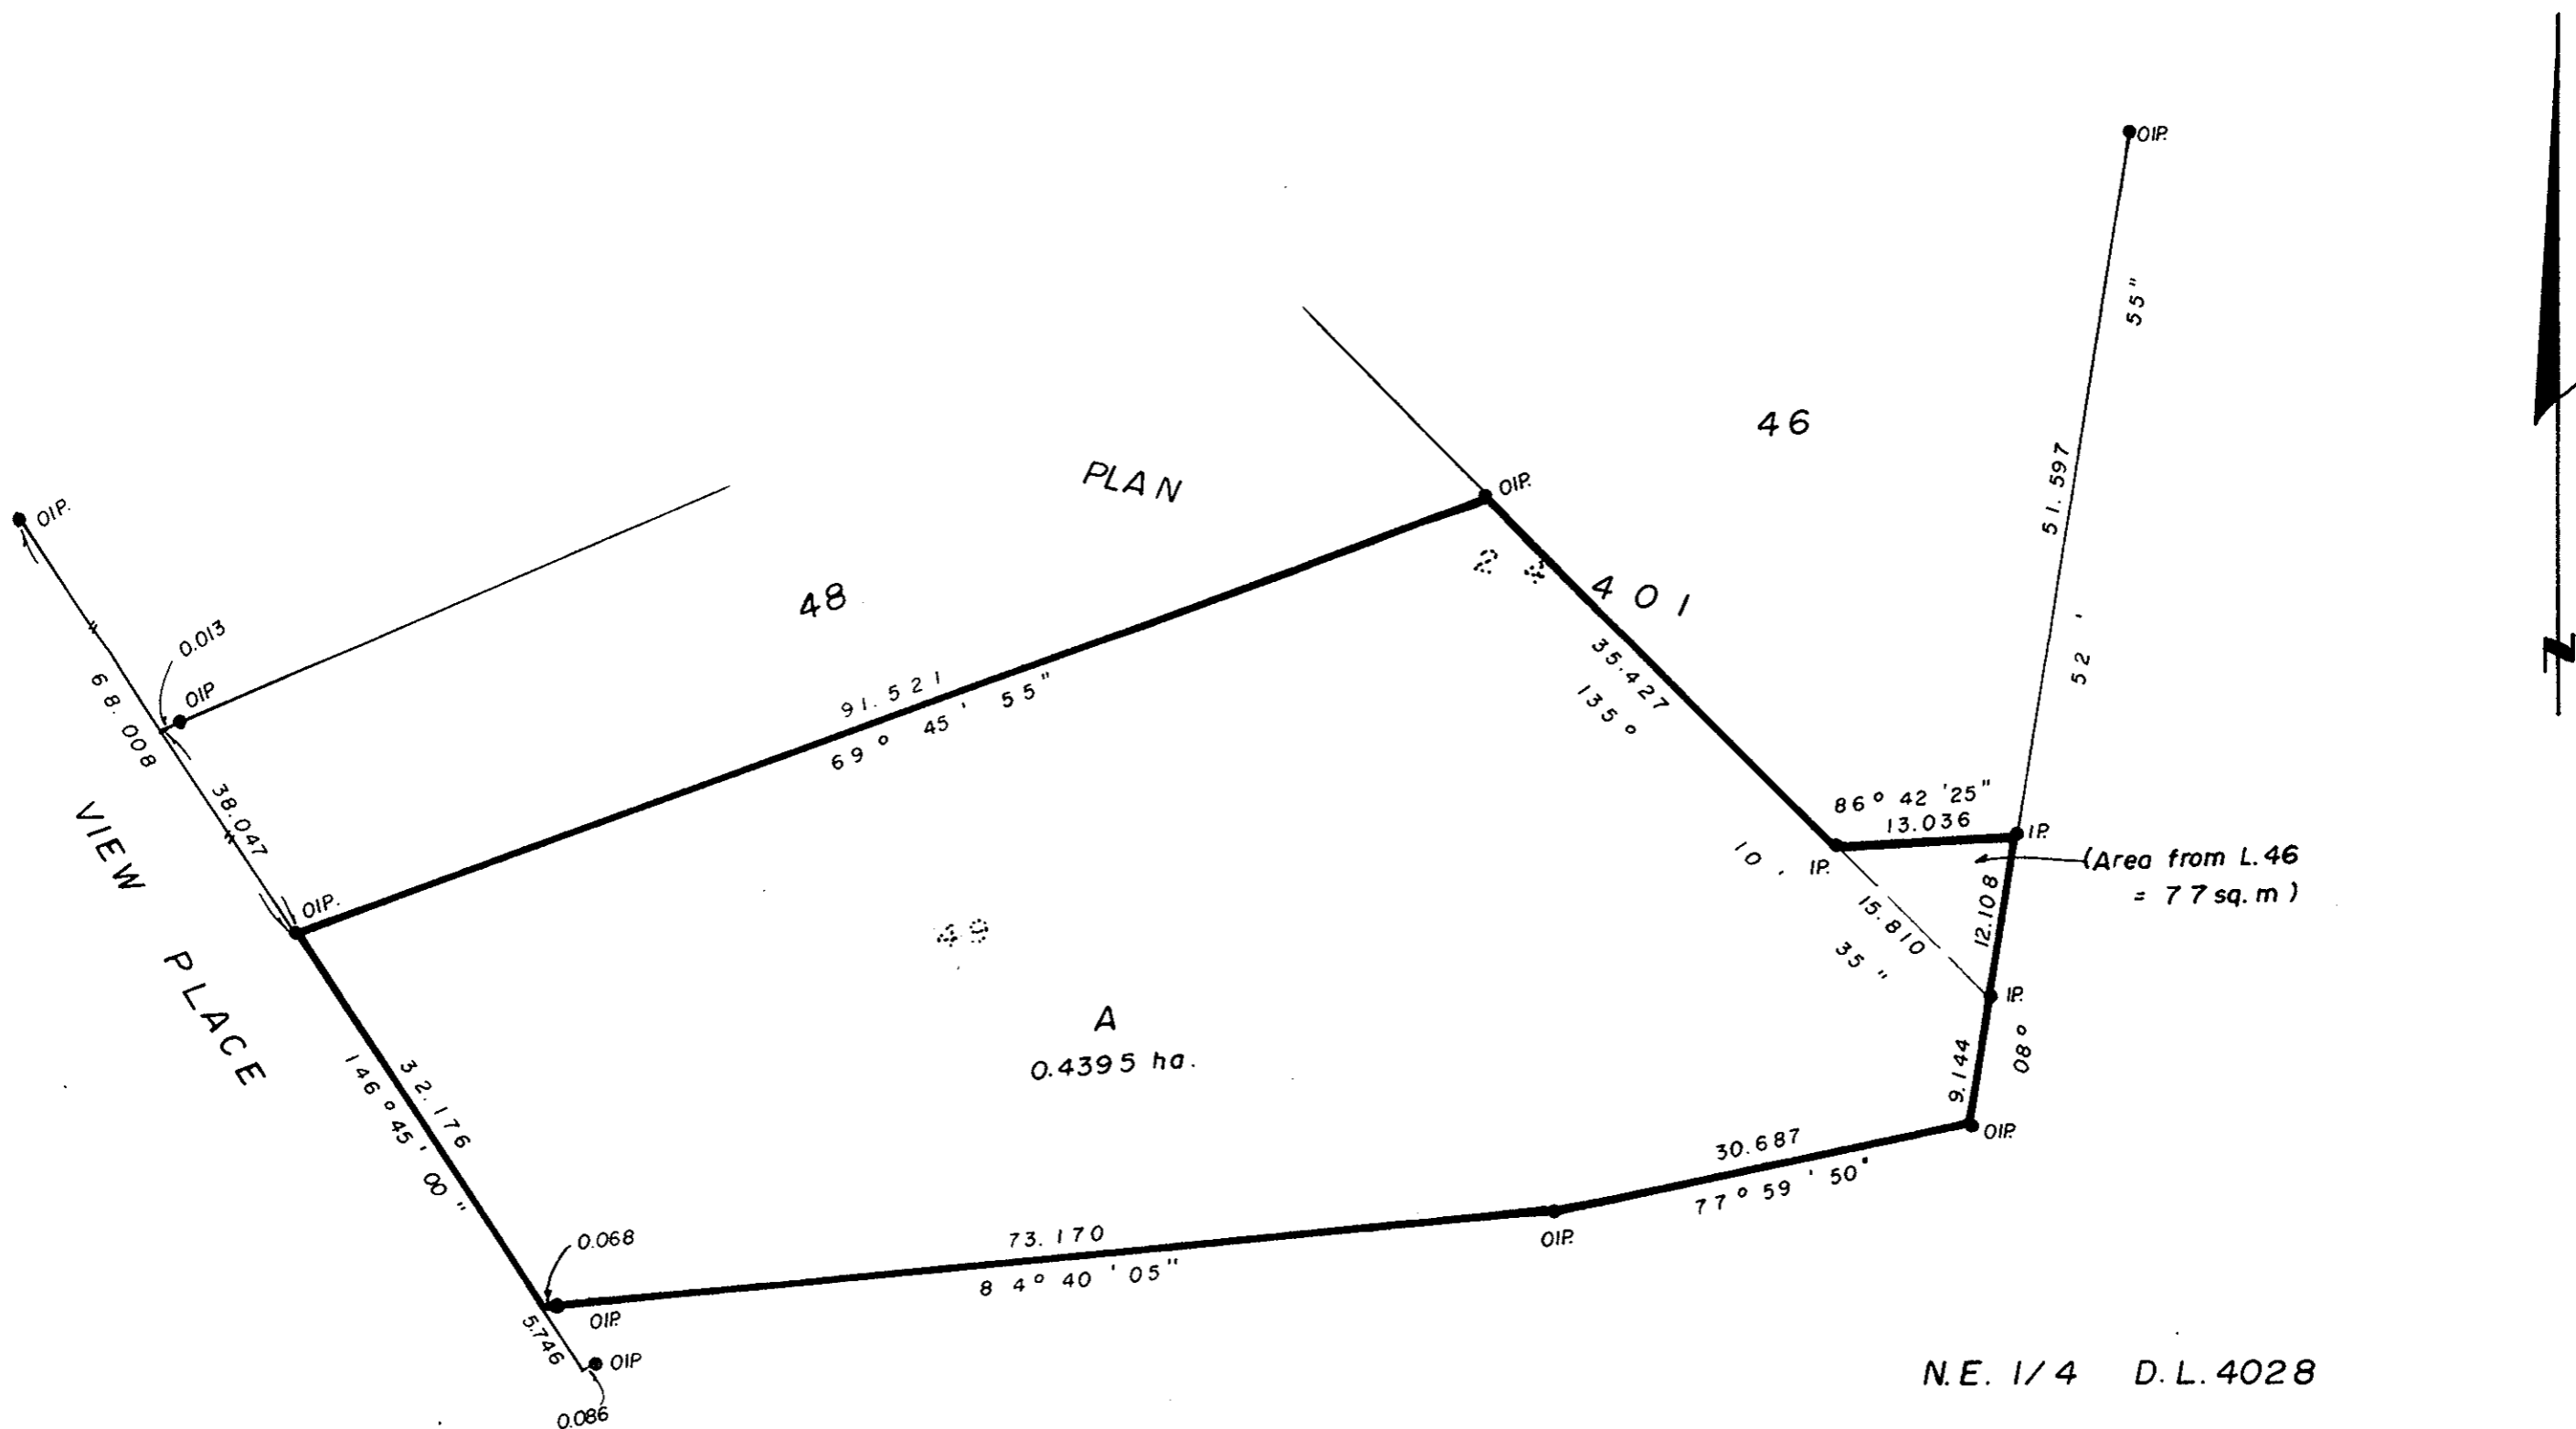 OIP.
55"
46
PLAN
OIP.
51.597
OIP.
2 4 401
48
0.013
52 '
35.427
68.008
OIP
91.521
69° 45' 55"
135°
38.047
86° 42' 25"
13.036
IP.
VIEW PLACE
10'
IP.
(Area from L.46
= 77 sq.m)
12.108
15.810
OIP.
49
35"
IP.
A
0.4395 ha.
08°
9.144
32.176
146° 45' 00"
30.687
OIP.
77° 59' 50"
0.068
73.170
OIP.
84° 40' 05"
OIP.
5.746
OIP
0.086
N.E. 1/4 D.L. 4028
N